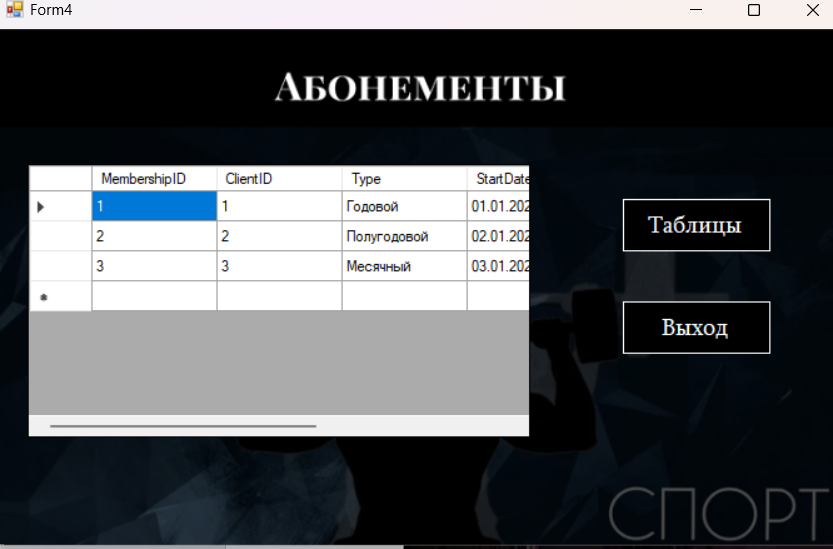 Form4
Абонементы
MembershipID ClientID Type StartDate
1 1 Годовой 01.01.202
2 2 Полугодовой 02.01.202
3 3 Месячный 03.01.202
Таблицы
Выход
СПОРТ